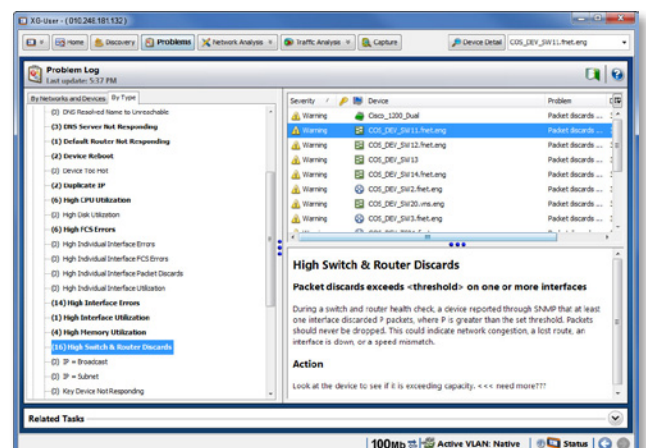 XG-User - ( 010.248.181.132 )
Home
Discovery
Problems
Network Analysis
Traffic Analysis
Capture
Device Detail
COS_DEV_SW11.fnet.eng
Problem Log
Last update: 5:37 PM
By Networks and Devices
By Type
(0) DNS Resolved Name to Unreachable
(3) DNS Server Not Responding
(1) Default Router Not Responding
(2) Device Reboot
(0) Device Too Hot
(2) Duplicate IP
(6) High CPU Utilization
(0) High Disk Utilization
(6) High FCS Errors
(0) High Individual Interface Errors
(0) High Individual Interface FCS Errors
(0) High Individual Interface Packet Discards
(0) High Individual Interface Utilization
(14) High Interface Errors
(1) High Interface Utilization
(4) High Memory Utilization
(16) High Switch & Router Discards
(0) IP = Broadcast
(0) IP = Subnet
(0) Key Device Not Responding
Severity Device Problem
Warning Cisco_1200_Dual Packet discards ...
Warning COS_DEV_SW11.fnet.eng Packet discards ...
Warning COS_DEV_SW12.fnet.eng Packet discards ...
Warning COS_DEV_SW13 Packet discards ...
Warning COS_DEV_SW14.fnet.eng Packet discards ...
Warning COS_DEV_SW2.fnet.eng Packet discards ...
Warning COS_DEV_SW20.vns.eng Packet discards ...
Warning COS_DEV_SW3.fnet.eng Packet discards ...
High Switch & Router Discards
Packet discards exceeds <threshold> on one or more interfaces
During a switch and router health check, a device reported through SNMP that at least
one interface discarded P packets, where P is greater than the set threshold. Packets
should never be dropped. This could indicate network congestion, a lost route, an
interface is down, or a speed mismatch.
Action
Look at the device to see if it is exceeding capacity. <<< need more???
Related Tasks
100Mb
Active VLAN: Native
Status